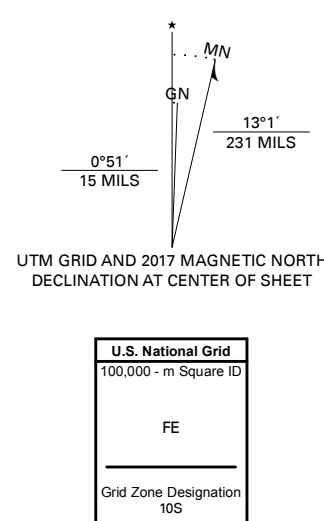 ★
MN
GN
13°1´
231 MILS
0°51´
15 MILS
UTM GRID AND 2017 MAGNETIC NORTH
DECLINATION AT CENTER OF SHEET
U.S. National Grid
100,000 - m Square ID
FE
Grid Zone Designation
10S